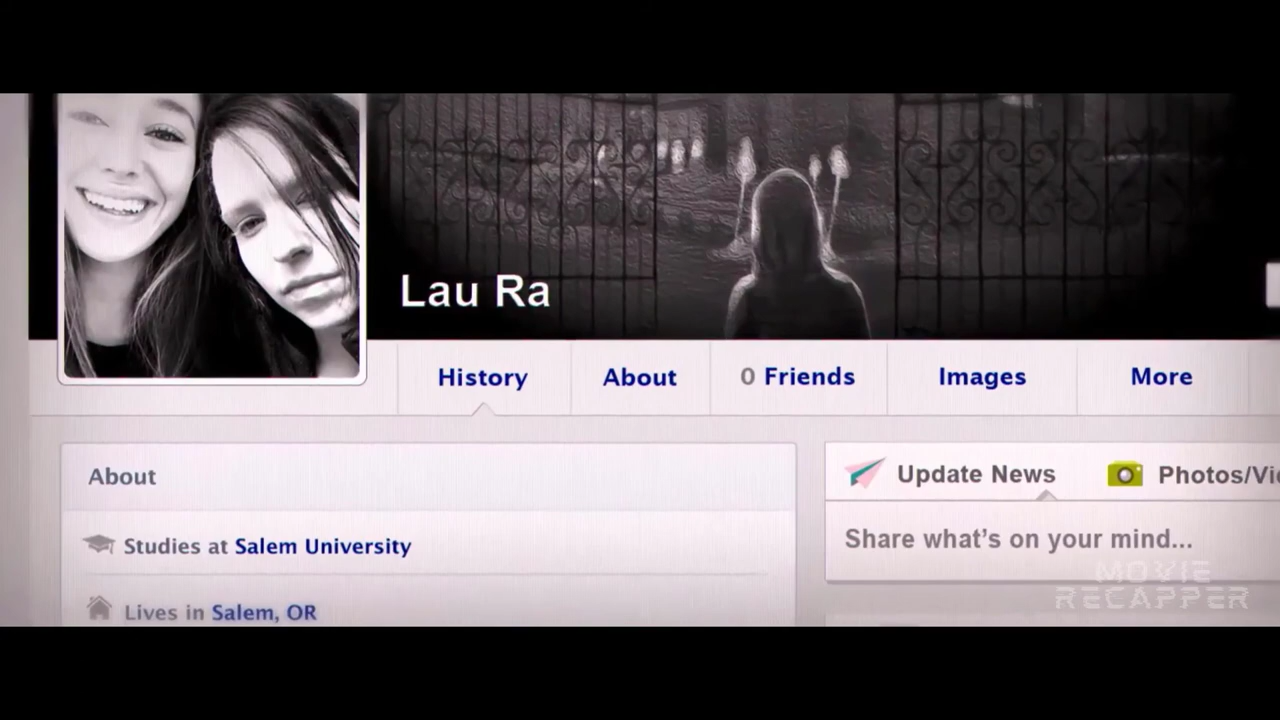 Lau Ra
History
About
0 Friends
Images
More
About
Studies at Salem University
Lives in Salem, OR
Update News
Photos/Vi
Share what's on your mind...
MOVIE
RECAPPER